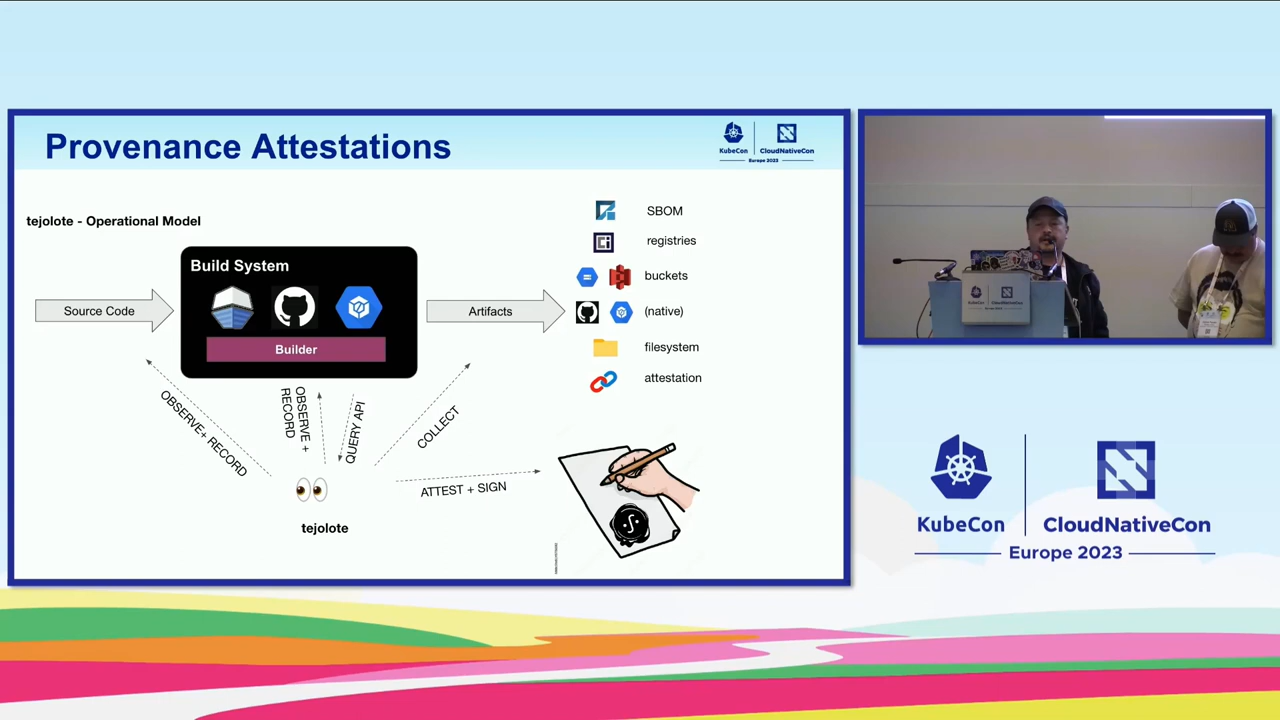 Provenance Attestations
KubeCon
CloudNativeCon
Europe 2023
tejolote - Operational Model
Source Code
Build System
Builder
Artifacts
SBOM
registries
buckets
(native)
filesystem
attestation
OBSERVE+ RECORD
OBSERVE +
RECORD
QUERY API
COLLECT
ATTEST + SIGN
tejolote
KubeCon
CloudNativeCon
Europe 2023